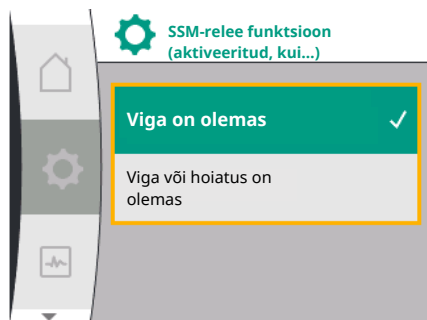 SSM-relee funktsioon
(aktiveeritud, kui...)
Viga on olemas
Viga või hoiatus on
olemas